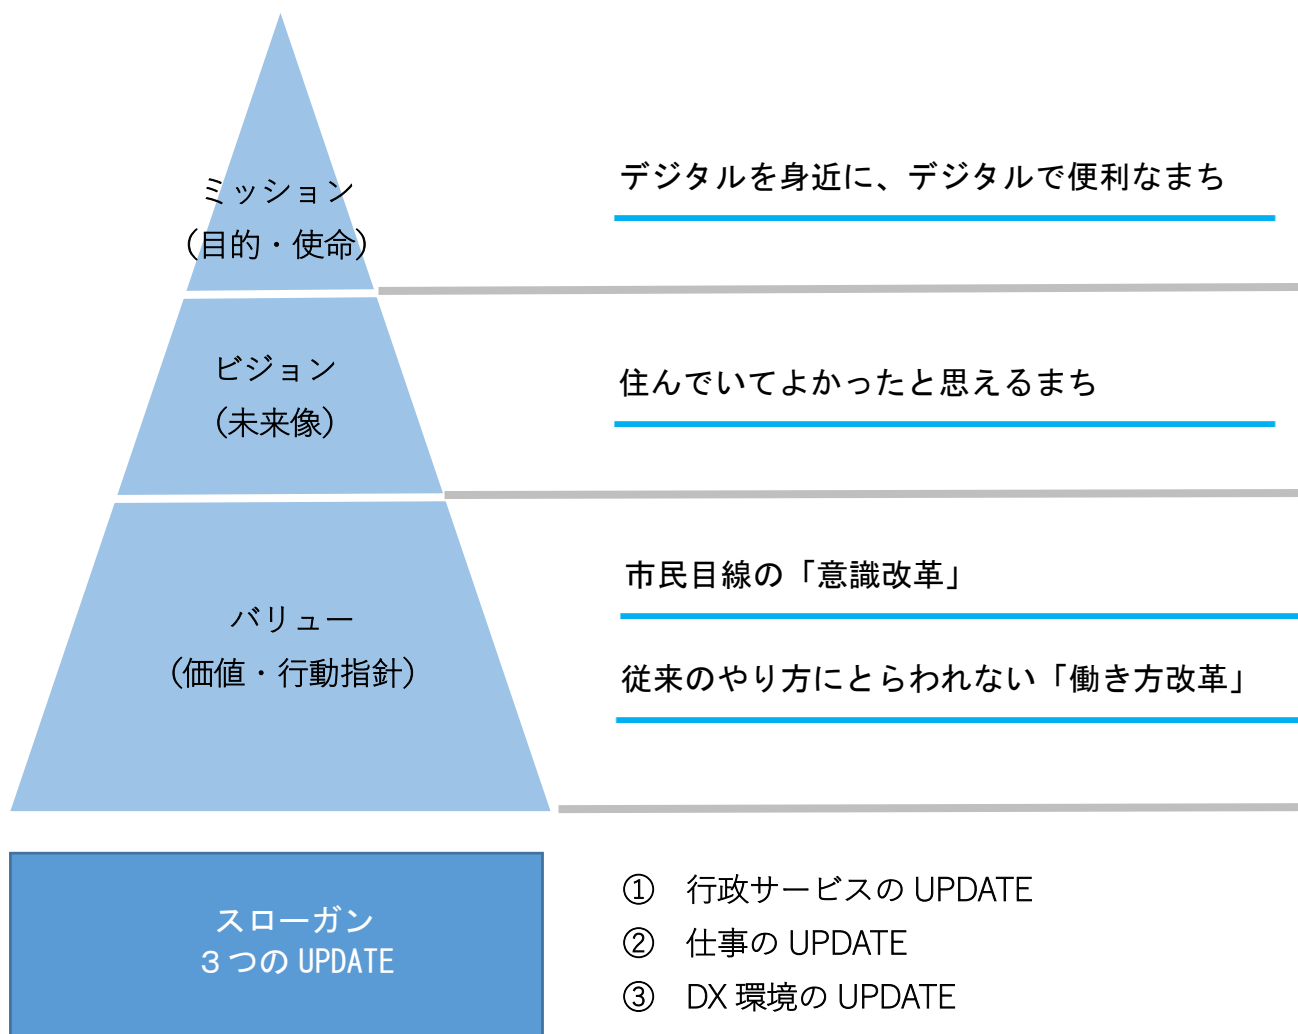 ミッション
(目的・使命)
デジタルを身近に、デジタルで便利なまち
ビジョン
(未来像)
住んでいてよかったと思えるまち
バリュー
(価値・行動指針)
市民目線の「意識改革」
従来のやり方にとらわれない「働き方改革」
スローガン
3つの UPDATE
① 行政サービスの UPDATE
② 仕事の UPDATE
③ DX 環境の UPDATE